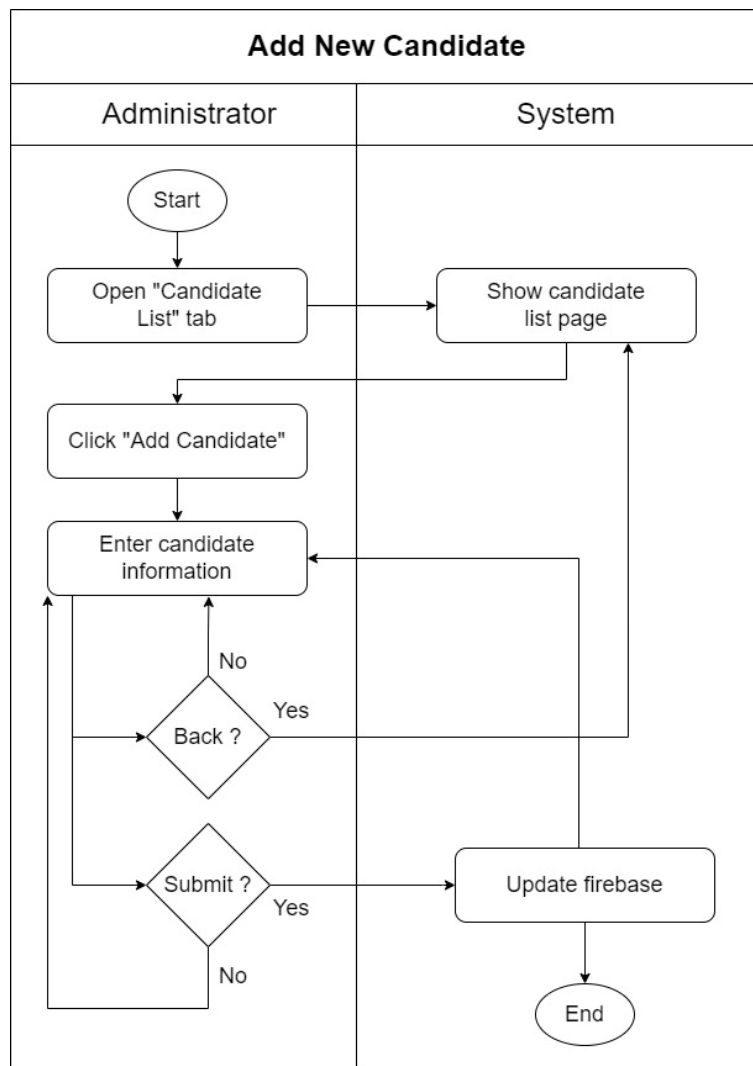 Add New Candidate
Administrator
System
Start
Open "Candidate
List" tab
Show candidate
list page
Click "Add Candidate"
Enter candidate
information
No
Back ?
Yes
Submit ?
Yes
Update firebase
No
End